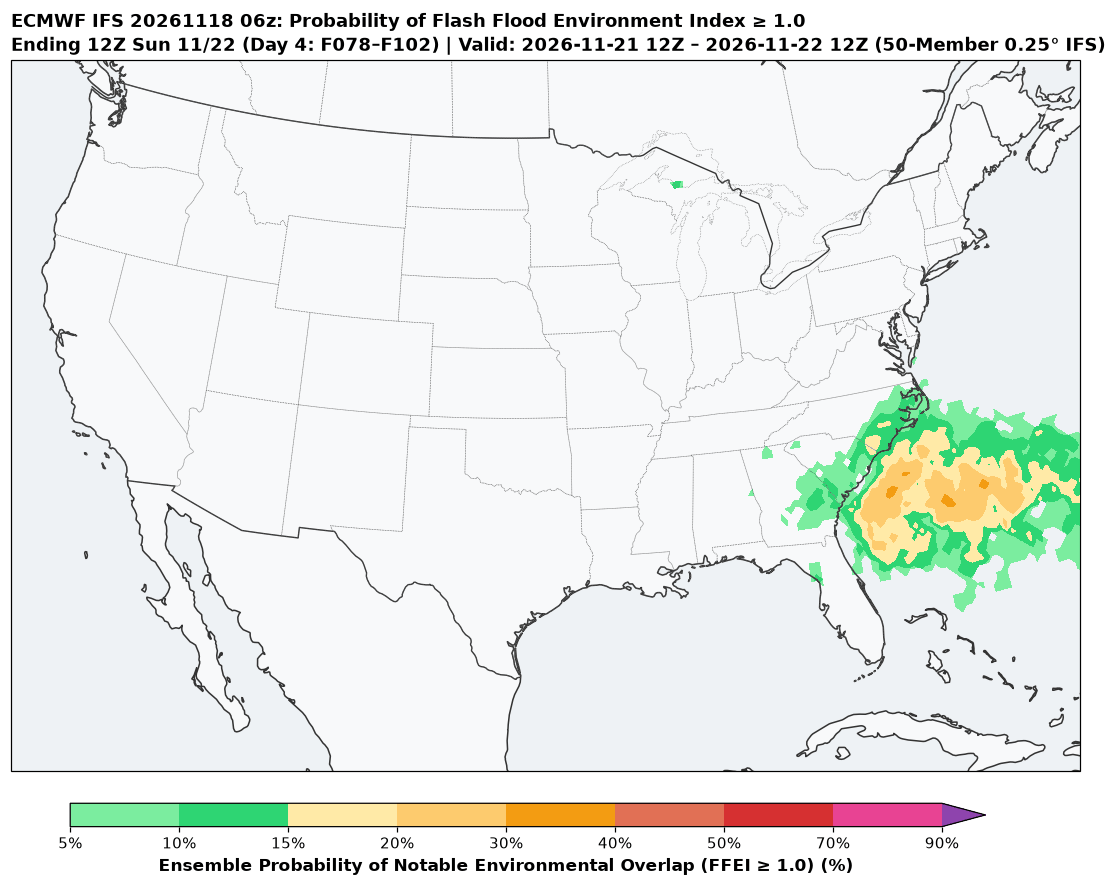 ECMWF IFS 20261118 06z: Probability of Flash Flood Environment Index ≥ 1.0
Ending 12Z Sun 11/22 (Day 4: F078–F102) | Valid: 2026-11-21 12Z – 2026-11-22 12Z (50-Member 0.25° IFS)
5% 10% 15% 20% 30% 40% 50% 70% 90%
Ensemble Probability of Notable Environmental Overlap (FFEI ≥ 1.0) (%)